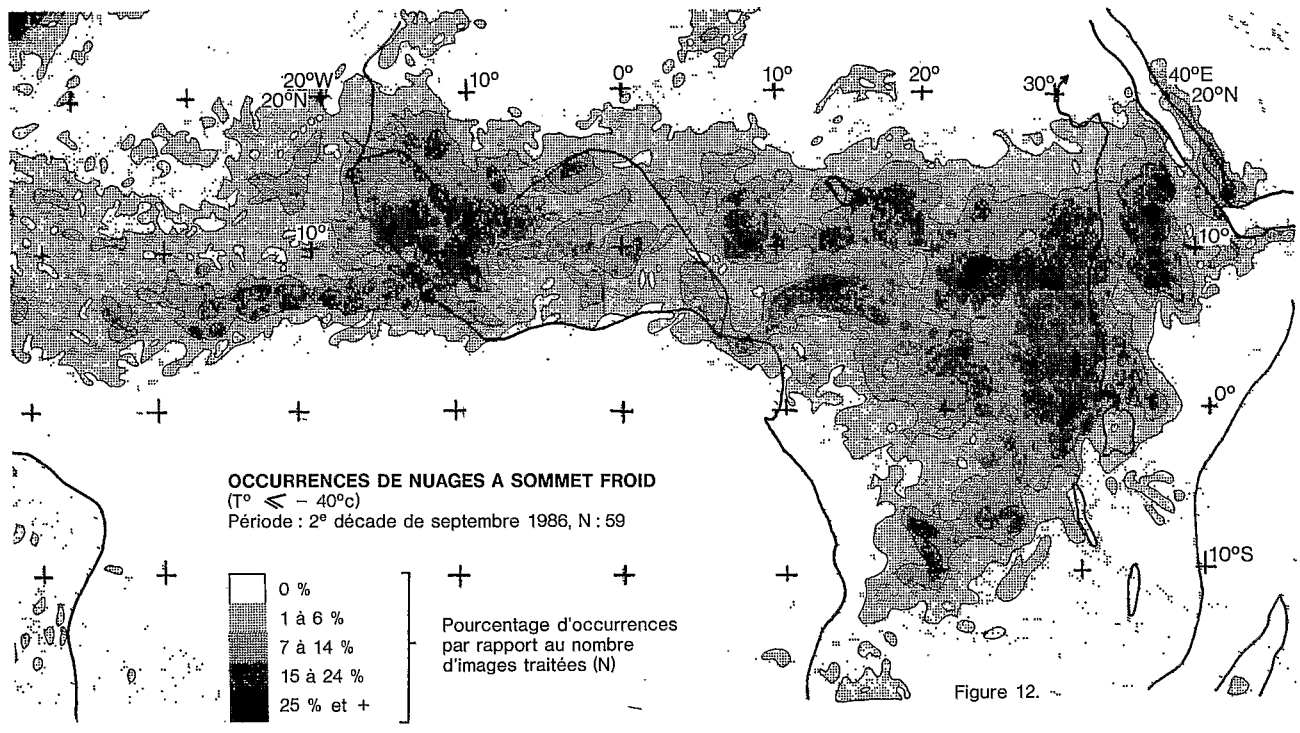 20°W
20°N
10°
0°
10°
20°
30°
40°E
20°N
10°
10°
0°
OCCURRENCES DE NUAGES A SOMMET FROID
(T° ⩽ − 40°c)
Période : 2e décade de septembre 1986, N : 59
10°S
0 %
1 à 6 %
7 à 14 %
15 à 24 %
25 % et +
Pourcentage d'occurrences
par rapport au nombre
d'images traitées (N)
Figure 12.